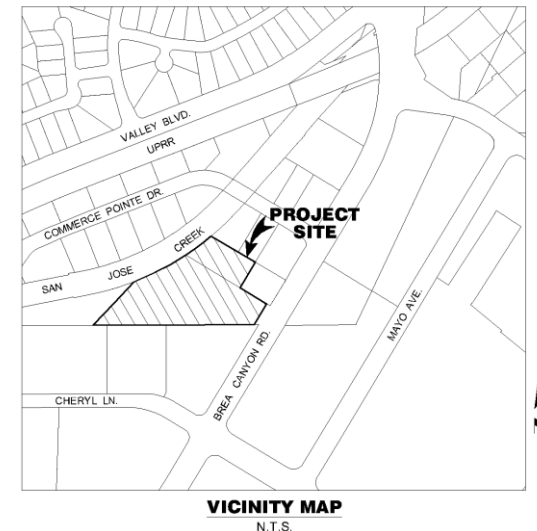 VALLEY BLVD.
UPRR
COMMERCE POINTE DR.
PROJECT
SITE
SAN JOSE CREEK
MAYO AVE.
BREA CANYON RD.
CHERYL LN.
VICINITY MAP
N.T.S.